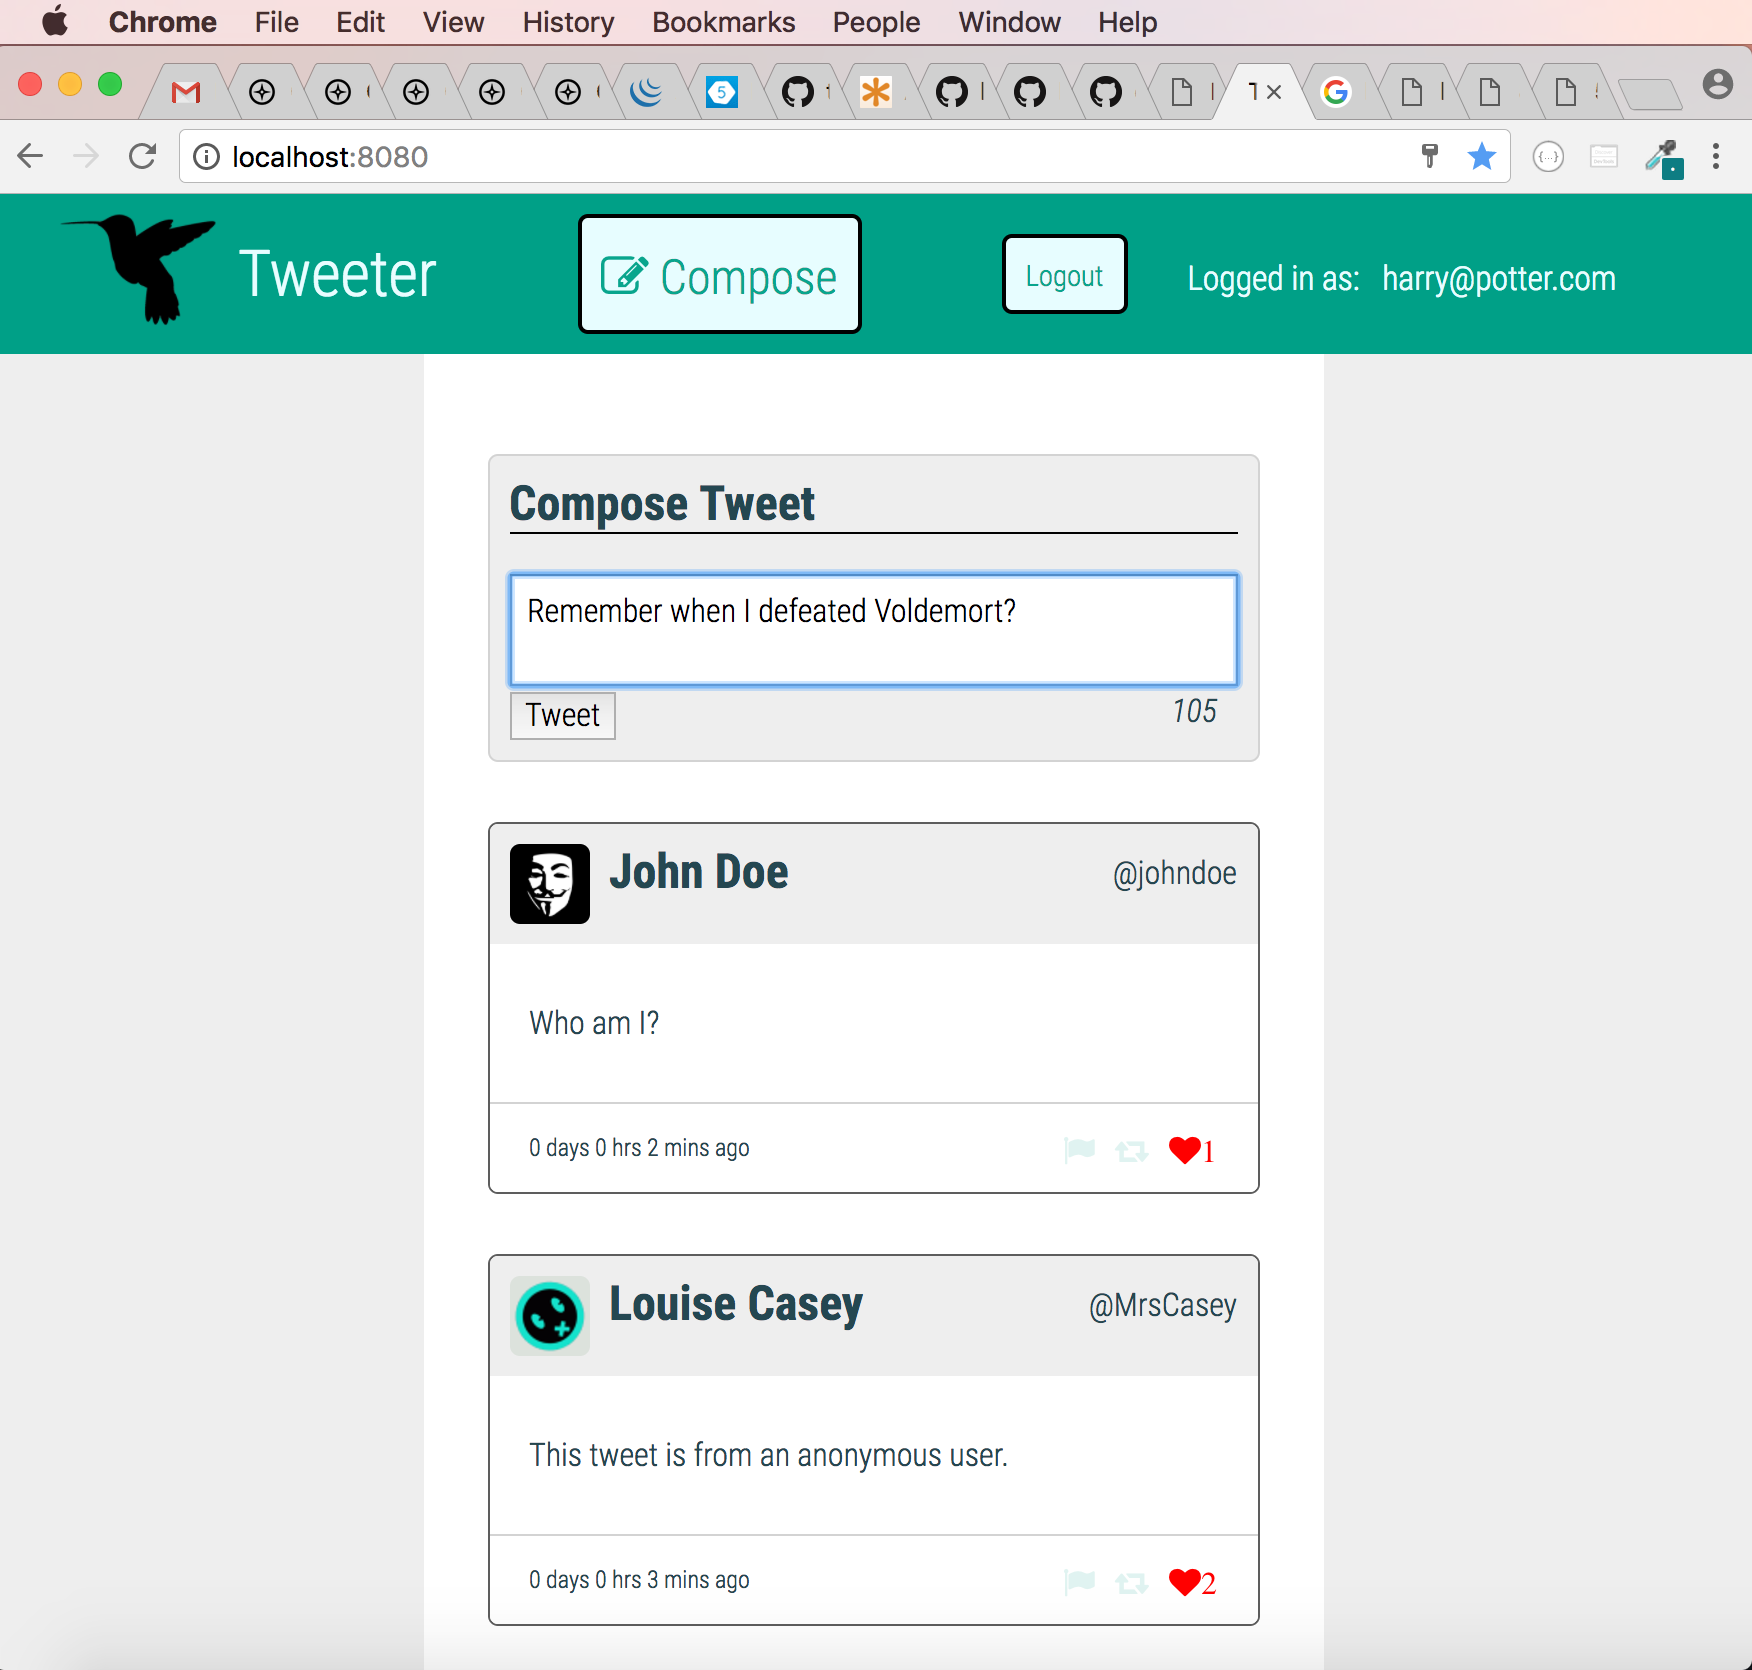 Chrome File Edit View History Bookmarks People Window Help
5
localhost:8080
Tweeter
Compose
Logout
Logged in as: harry@potter.com
Compose Tweet
Remember when I defeated Voldemort?
Tweet
105
John Doe
@johndoe
Who am I?
0 days 0 hrs 2 mins ago
1
Louise Casey
@MrsCasey
This tweet is from an anonymous user.
0 days 0 hrs 3 mins ago
2